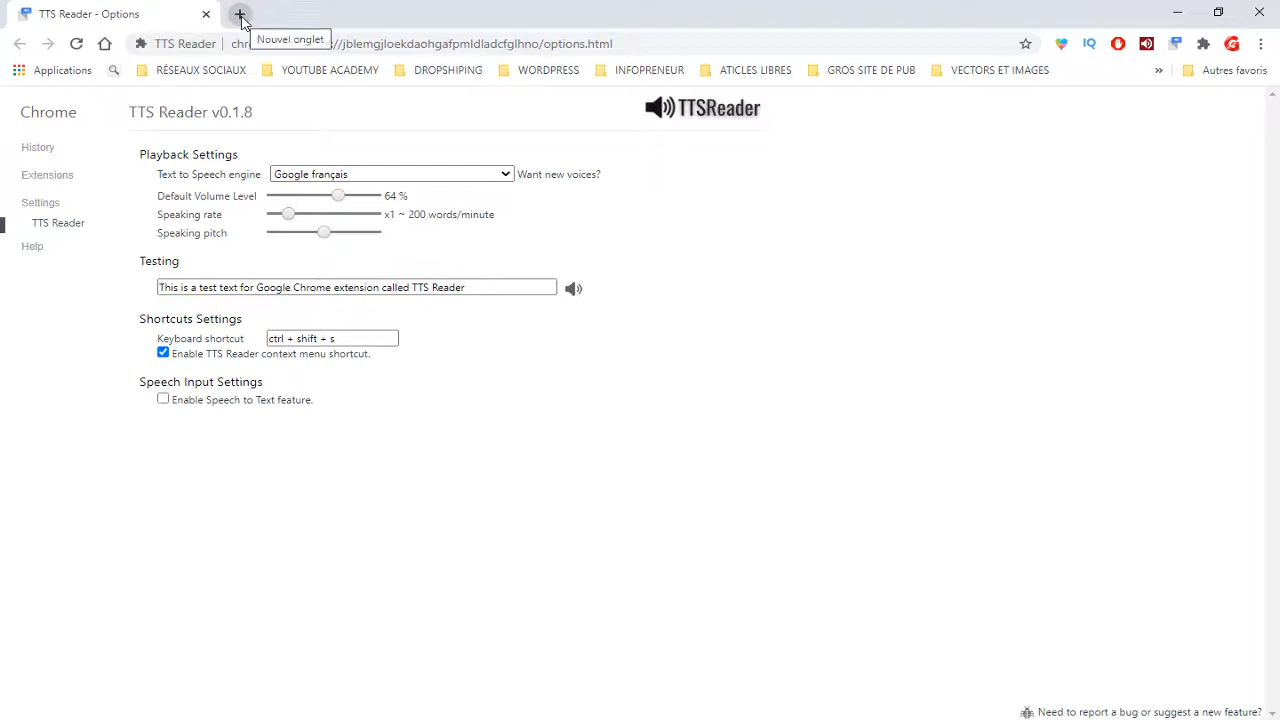 TTS Reader - Options
Nouvel onglet
TTS Reader
options.html
Applications
RÉSEAUX SOCIAUX
YOUTUBE ACADEMY
DROPSHIPING
WORDPRESS
INFOPRENEUR
ATICLES LIBRES
GROS SITE DE PUB
VECTORS ET IMAGES
»
Autres favoris
Chrome
History
Extensions
Settings
TTS Reader
Help
TTS Reader v0.1.8
TTSReader
Playback Settings
Text to Speech engine Google français Want new voices?
Default Volume Level 64 %
Speaking rate x1 ~ 200 words/minute
Speaking pitch
Testing
This is a test text for Google Chrome extension called TTS Reader
Shortcuts Settings
Keyboard shortcut ctrl + shift + s
Enable TTS Reader context menu shortcut.
Speech Input Settings
Enable Speech to Text feature.
Need to report a bug or suggest a new feature?